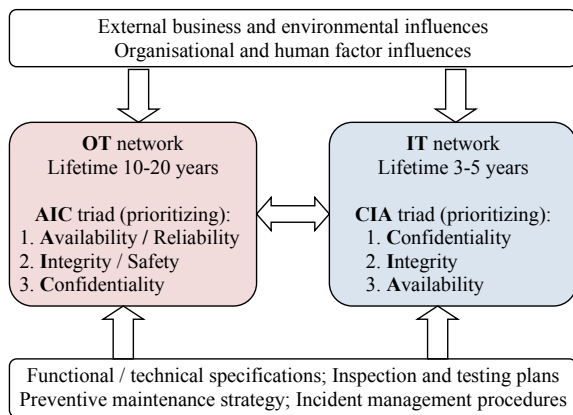 External business and environmental influences
Organisational and human factor influences
OT network
Lifetime 10-20 years
AIC triad (prioritizing):
1. Availability / Reliability
2. Integrity / Safety
3. Confidentiality
IT network
Lifetime 3-5 years
CIA triad (prioritizing):
1. Confidentiality
2. Integrity
3. Availability
Functional / technical specifications; Inspection and testing plans
Preventive maintenance strategy; Incident management procedures